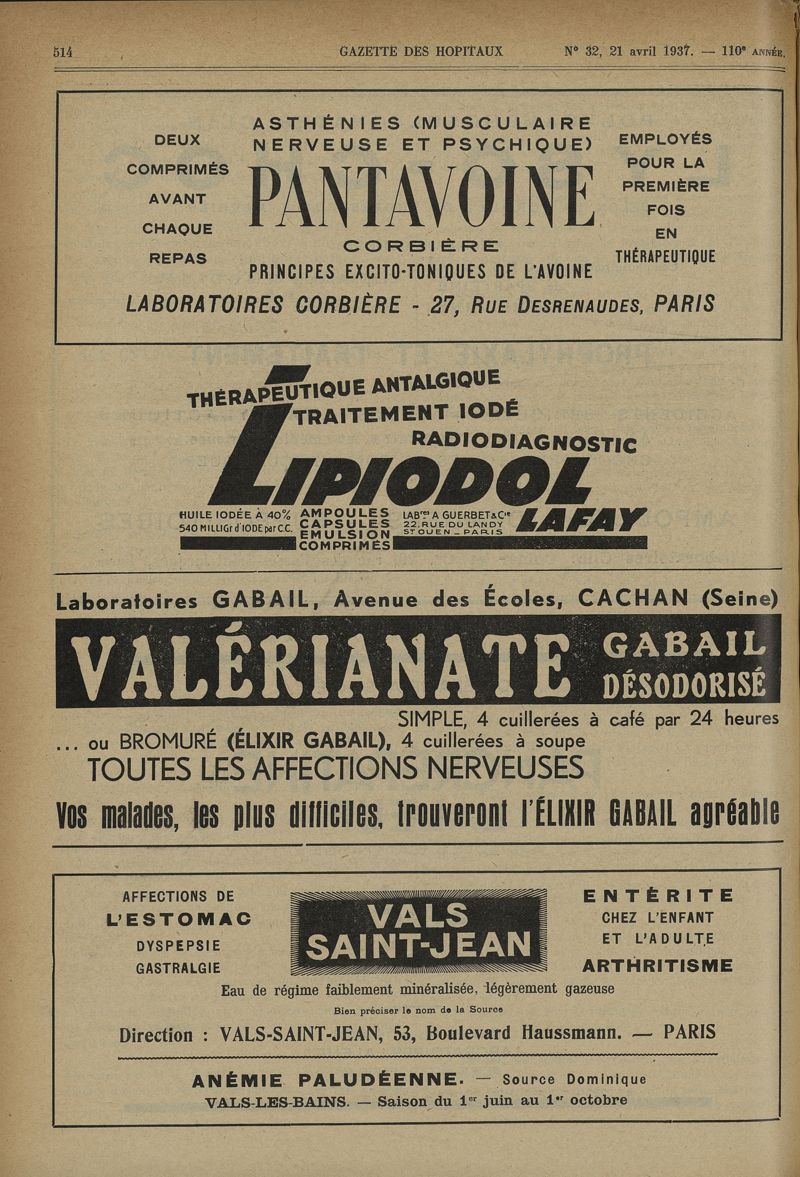 514
GAZETTE DES HOPITAUX
N° 32, 21 avril 1937. — 110e ANNÉE.
DEUX
COMPRIMÉS
AVANT
CHAQUE
REPAS
ASTHÉNIES (MUSCULAIRE
NERVEUSE ET PSYCHIQUE)
PANTAVOINE
CORBIÈRE
PRINCIPES EXCITO-TONIQUES DE L'AVOINE
EMPLOYÉS
POUR LA
PREMIÈRE
FOIS
EN
THÉRAPEUTIQUE
LABORATOIRES CORBIÈRE - 27, RUE DESRENAUDES, PARIS
THÉRAPEUTIQUE ANTALGIQUE
TRAITEMENT IODÉ
RADIODIAGNOSTIC
LIPIODOL
LAFAY
HUILE IODÉE À 40%
540 MILLIGr d'IODE par C.C.
AMPOULES
CAPSULES
EMULSION
COMPRIMÉS
LABres A GUERBET & Cie
22, RUE DU LANDY
St OUEN _ PARIS
Laboratoires GABAIL, Avenue des Écoles, CACHAN (Seine)
VALÉRIANATE GABAIL
DÉSODORISÉ
SIMPLE, 4 cuillerées à café par 24 heures
... ou BROMURÉ (ÉLIXIR GABAIL), 4 cuillerées à soupe
TOUTES LES AFFECTIONS NERVEUSES
Vos malades, les plus difficiles, trouveront l'ÉLIXIR GABAIL agréable
AFFECTIONS DE
L'ESTOMAC
DYSPEPSIE
GASTRALGIE
VALS
SAINT-JEAN
ENTÉRITE
CHEZ L'ENFANT
ET L'ADULTE
ARTHRITISME
Eau de régime faiblement minéralisée, légèrement gazeuse
Bien préciser le nom de la Source
Direction : VALS-SAINT-JEAN, 53, Boulevard Haussmann. — PARIS
ANÉMIE PALUDÉENNE. — Source Dominique
VALS-LES-BAINS. — Saison du 1er juin au 1er octobre